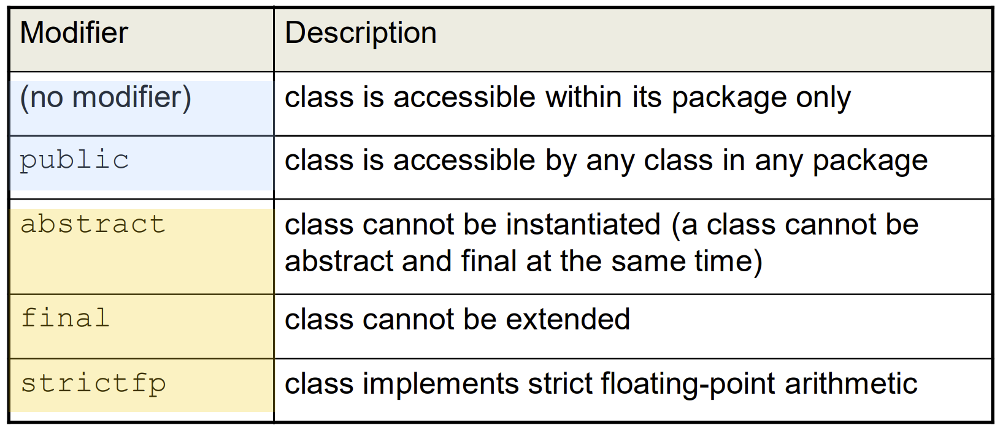 Modifier
Description
(no modifier)
class is accessible within its package only
public
class is accessible by any class in any package
abstract
class cannot be instantiated (a class cannot be
abstract and final at the same time)
final
class cannot be extended
strictfp
class implements strict floating-point arithmetic